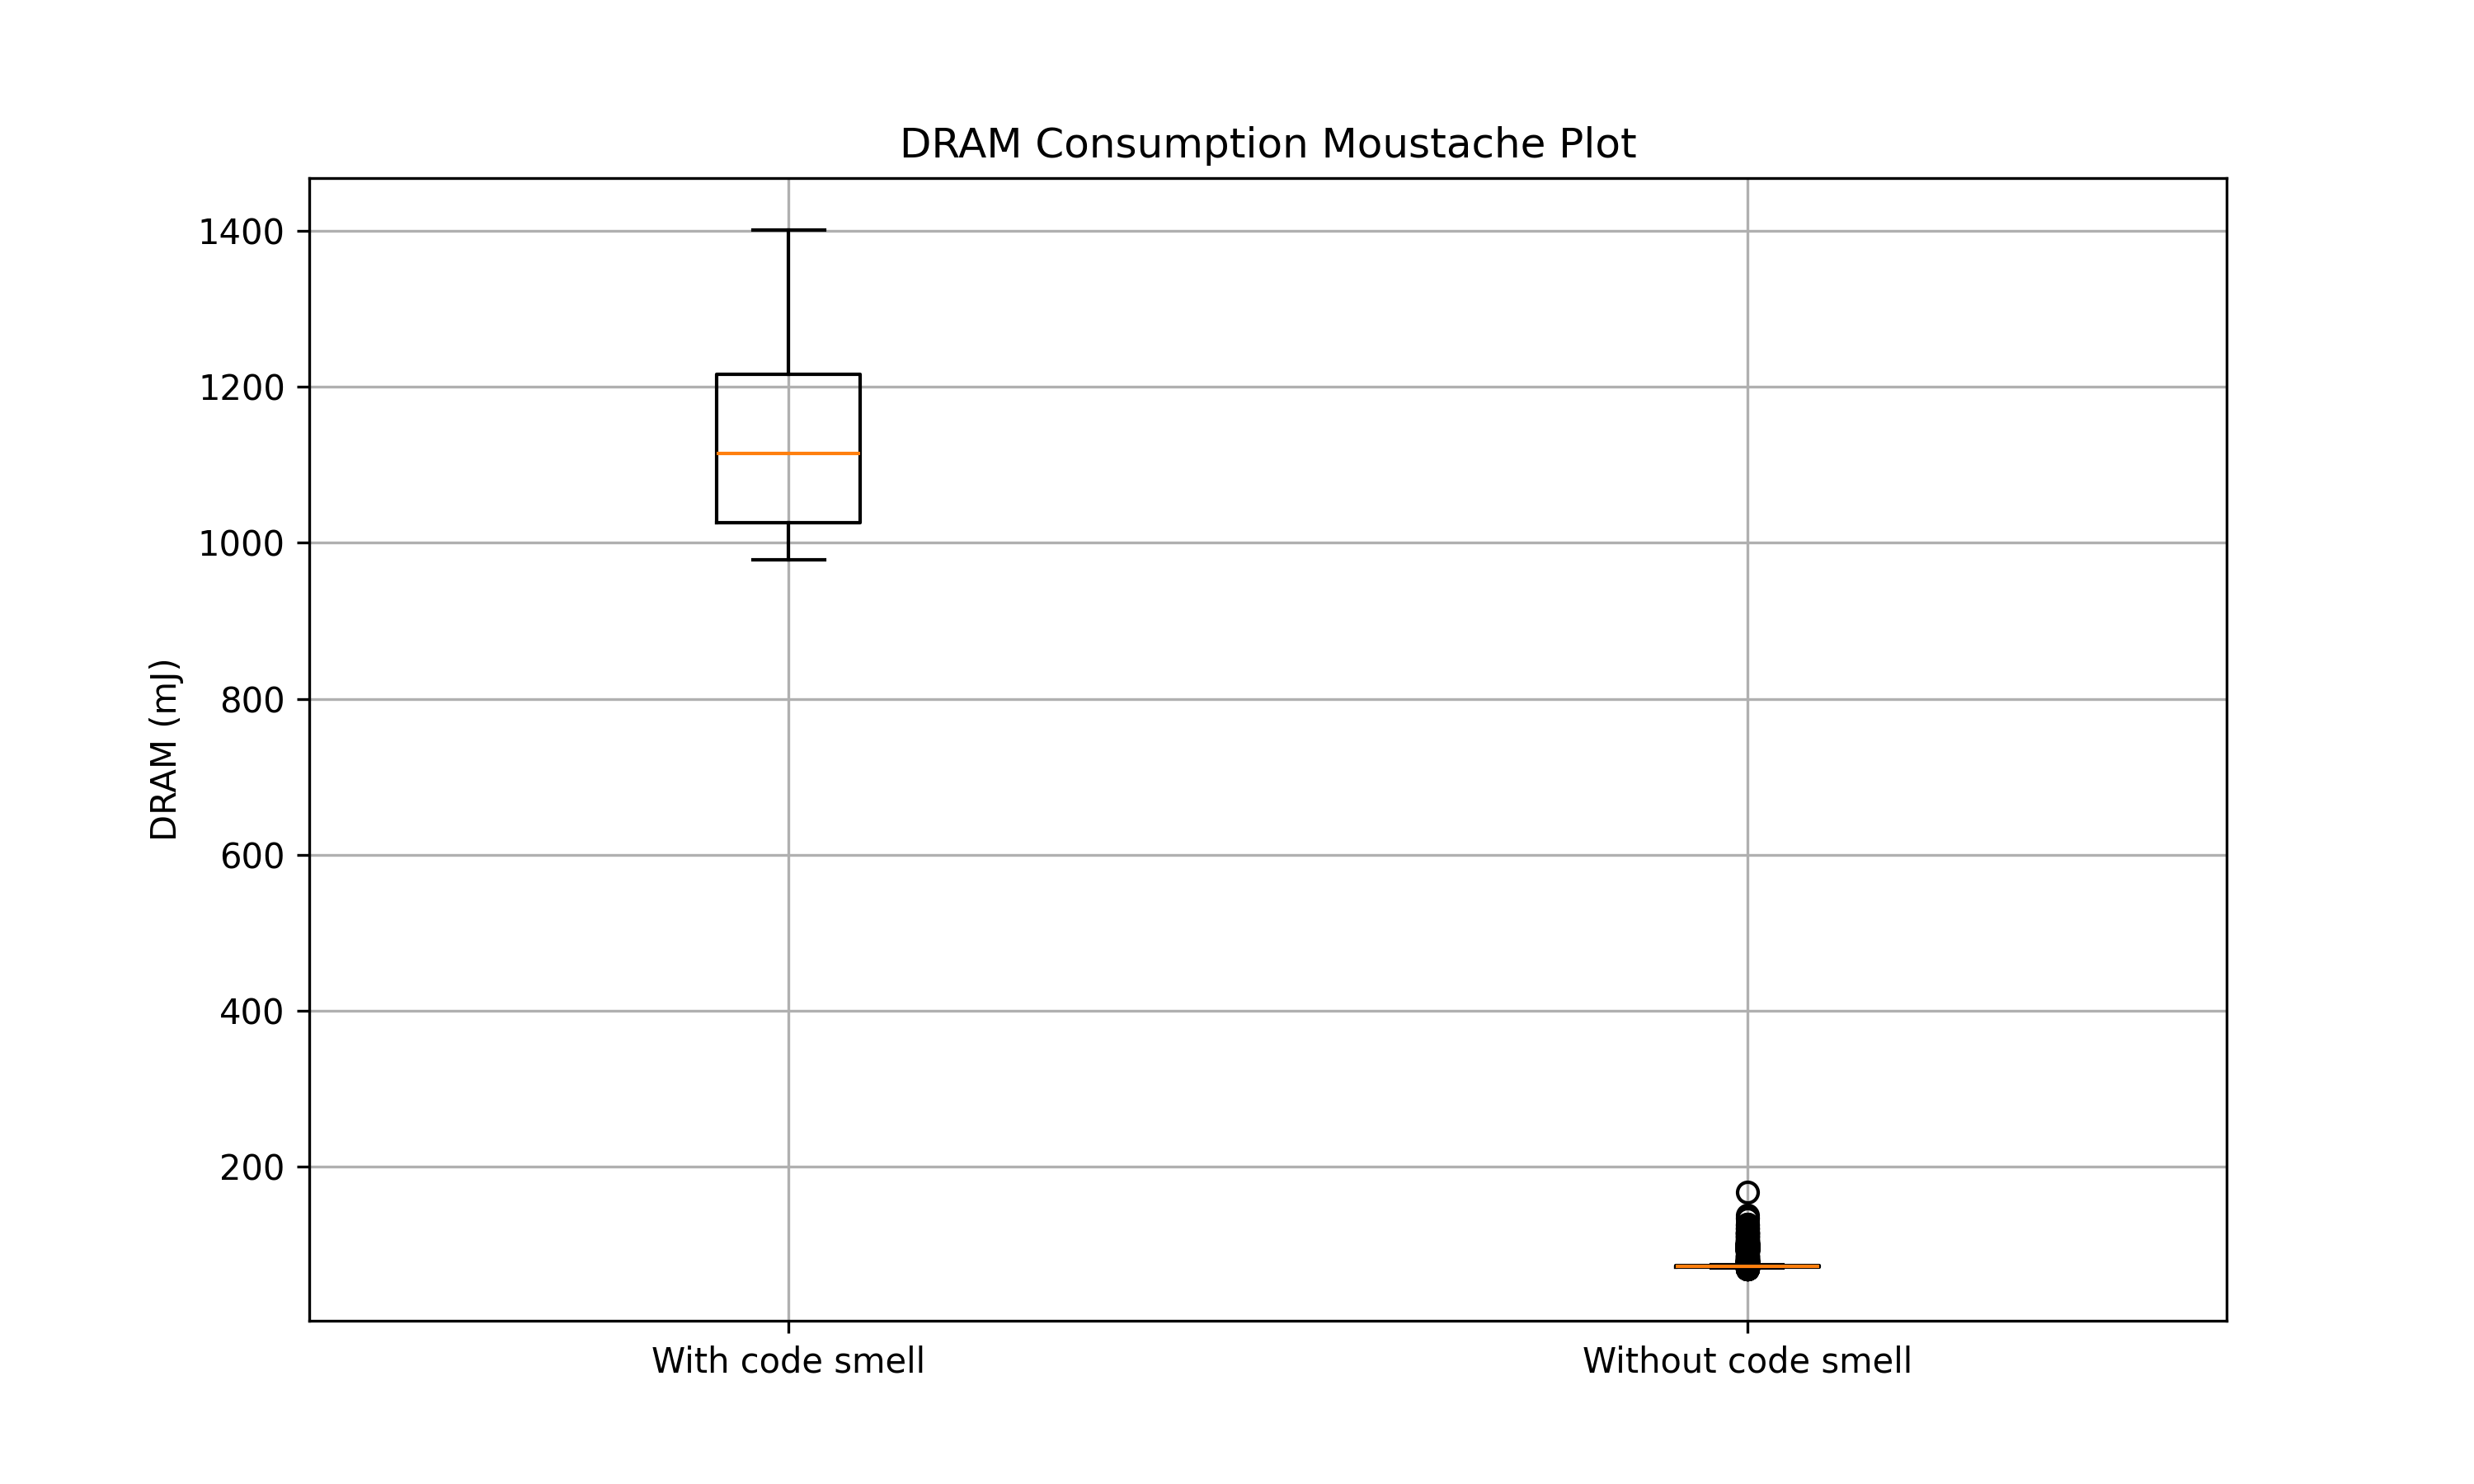 DRAM Consumption Moustache Plot
1400
1200
1000
800
600
400
200
DRAM (mJ)
With code smell
Without code smell